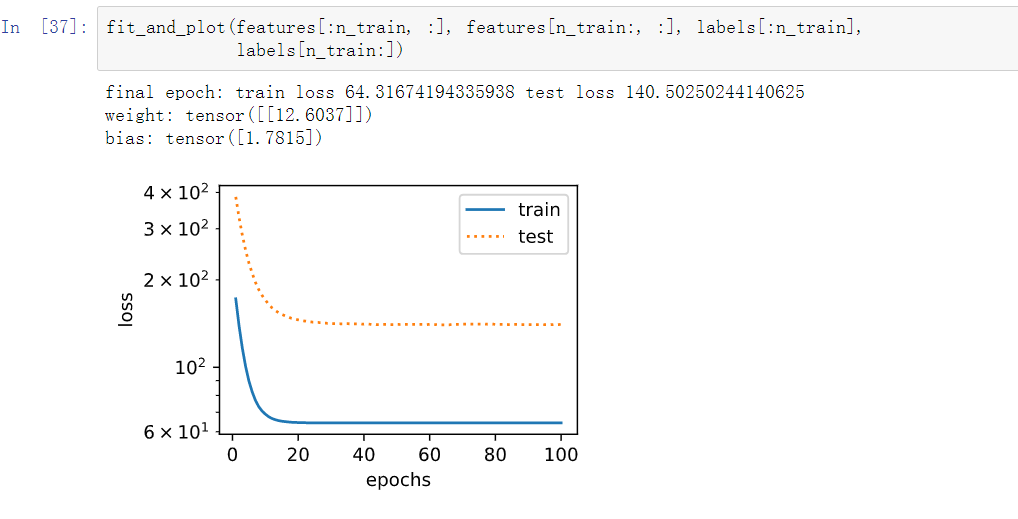 In [37]: fit_and_plot(features[:n_train, :], features[n_train:, :], labels[:n_train],
labels[n_train:])
final epoch: train loss 64.31674194335938 test loss 140.50250244140625
weight: tensor([[12.6037]])
bias: tensor([1.7815])
4 × 10²
3 × 10²
2 × 10²
10²
6 × 10¹
loss
train
test
0 20 40 60 80 100
epochs